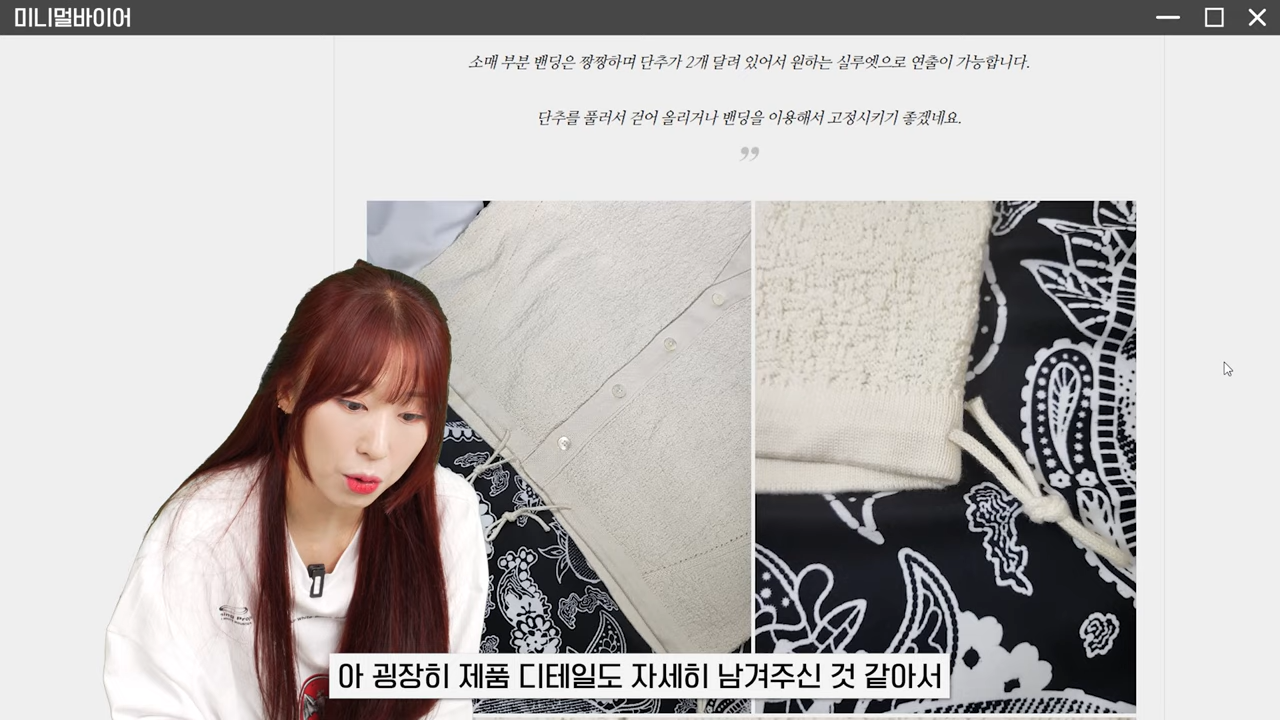 미니멀바이어
소매 부분 밴딩은 짱짱하며 단추가 2개 달려 있어서 원하는 실루엣으로 연출이 가능합니다.
단추를 풀러서 걷어 올리거나 밴딩을 이용해서 고정시키기 좋겠네요.
”
아 굉장히 제품 디테일도 자세히 남겨주신 것 같아서